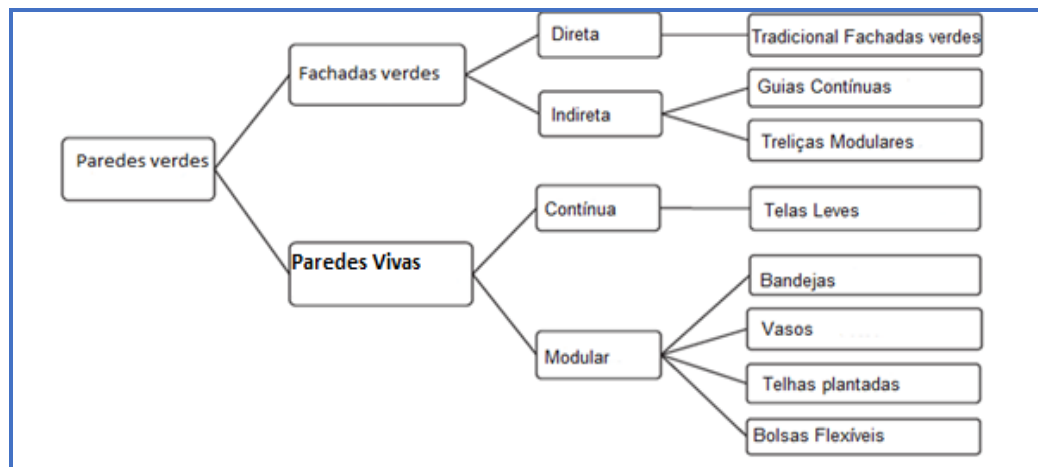 Paredes verdes
Fachadas verdes
Direta
Tradicional Fachadas verdes
Indireta
Guias Contínuas
Treliças Modulares
Paredes Vivas
Contínua
Telas Leves
Modular
Bandejas
Vasos
Telhas plantadas
Bolsas Flexíveis